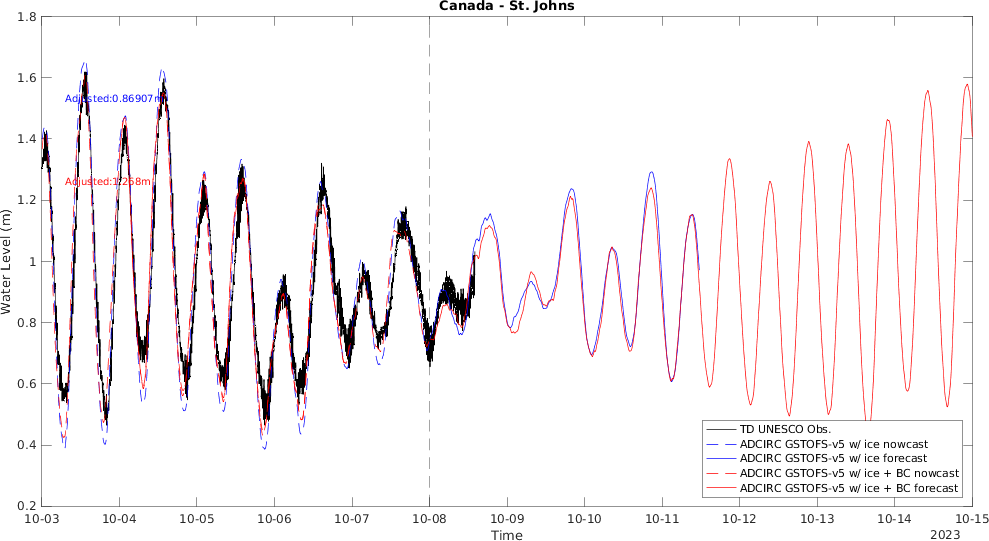 Canada - St. Johns
1.8
1.6
1.4
1.2
1
0.8
0.6
0.4
0.2
Water Level (m)
Adjusted:0.86907m
Adjusted:1.258m
TD UNESCO Obs.
ADCIRC GSTOFS-v5 w/ ice nowcast
ADCIRC GSTOFS-v5 w/ ice forecast
ADCIRC GSTOFS-v5 w/ ice + BC nowcast
ADCIRC GSTOFS-v5 w/ ice + BC forecast
10-03 10-04 10-05 10-06 10-07 10-08 10-09 10-10 10-11 10-12 10-13 10-14 10-15
Time
2023